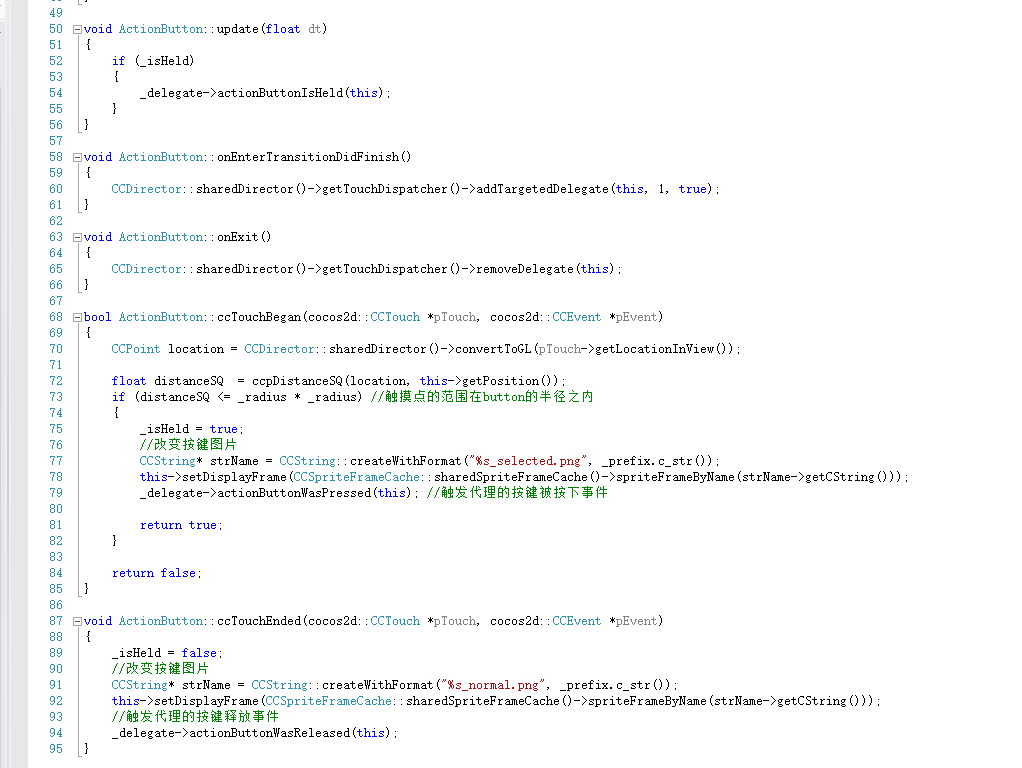 49
50 void ActionButton::update(float dt)
51 {
52 if (_isHeld)
53 {
54 _delegate->actionButtonIsHeld(this);
55 }
56 }
57
58 void ActionButton::onEnterTransitionDidFinish()
59 {
60 CCDirector::sharedDirector()->getTouchDispatcher()->addTargetedDelegate(this, 1, true);
61 }
62
63 void ActionButton::onExit()
64 {
65 CCDirector::sharedDirector()->getTouchDispatcher()->removeDelegate(this);
66 }
67
68 bool ActionButton::ccTouchBegan(cocos2d::CCTouch *pTouch, cocos2d::CCEvent *pEvent)
69 {
70 CCPoint location = CCDirector::sharedDirector()->convertToGL(pTouch->getLocationInView());
71
72 float distanceSQ = ccpDistanceSQ(location, this->getPosition());
73 if (distanceSQ <= _radius * _radius) //触摸点的范围在button的半径之内
74 {
75 _isHeld = true;
76 //改变按键图片
77 CCString* strName = CCString::createWithFormat("%s_selected.png", _prefix.c_str());
78 this->setDisplayFrame(CCSpriteFrameCache::sharedSpriteFrameCache()->spriteFrameByName(strName->getCString()));
79 _delegate->actionButtonWasPressed(this); //触发代理的按键被按下事件
80
81 return true;
82 }
83
84 return false;
85 }
86
87 void ActionButton::ccTouchEnded(cocos2d::CCTouch *pTouch, cocos2d::CCEvent *pEvent)
88 {
89 _isHeld = false;
90 //改变按键图片
91 CCString* strName = CCString::createWithFormat("%s_normal.png", _prefix.c_str());
92 this->setDisplayFrame(CCSpriteFrameCache::sharedSpriteFrameCache()->spriteFrameByName(strName->getCString()));
93 //触发代理的按键释放事件
94 _delegate->actionButtonWasReleased(this);
95 }